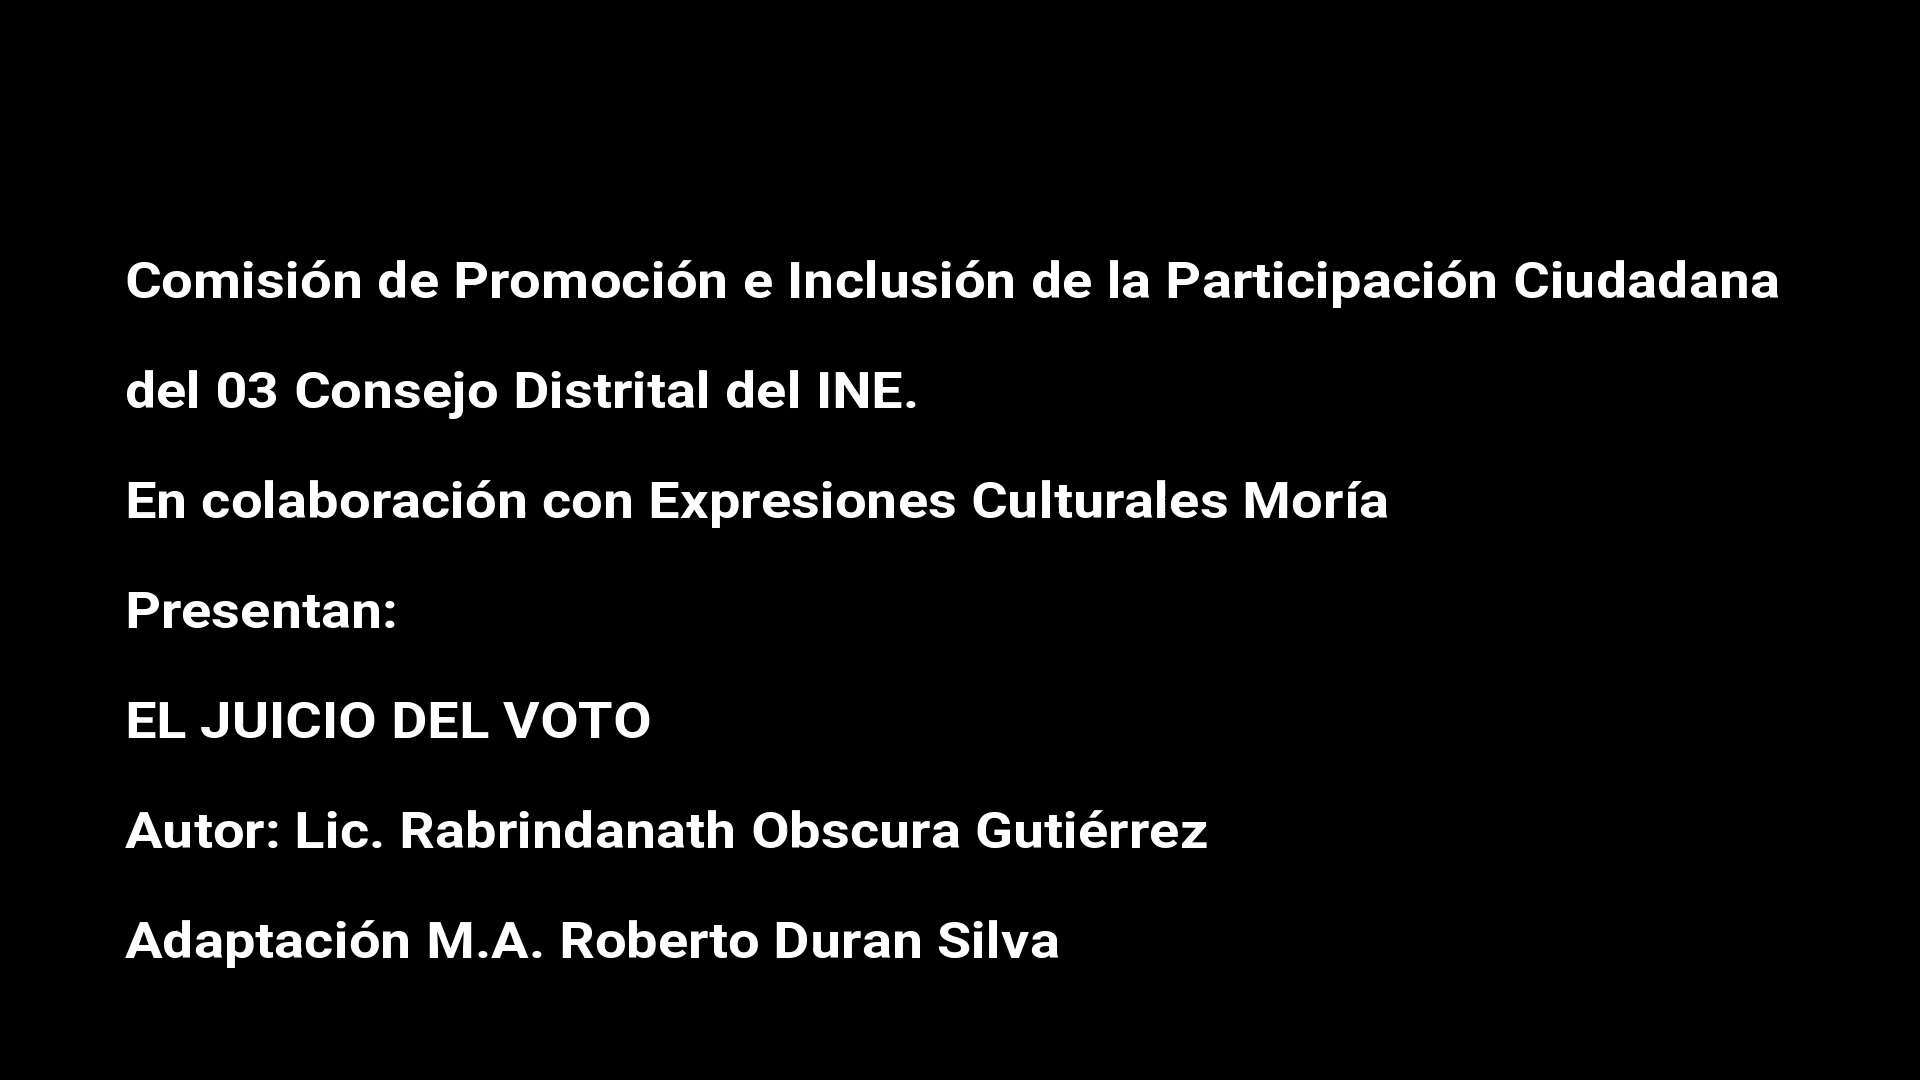 Comisión de Promoción e Inclusión de la Participación Ciudadana
del 03 Consejo Distrital del INE.
En colaboración con Expresiones Culturales Moría
Presentan:
EL JUICIO DEL VOTO
Autor: Lic. Rabrindanath Obscura Gutiérrez
Adaptación M.A. Roberto Duran Silva